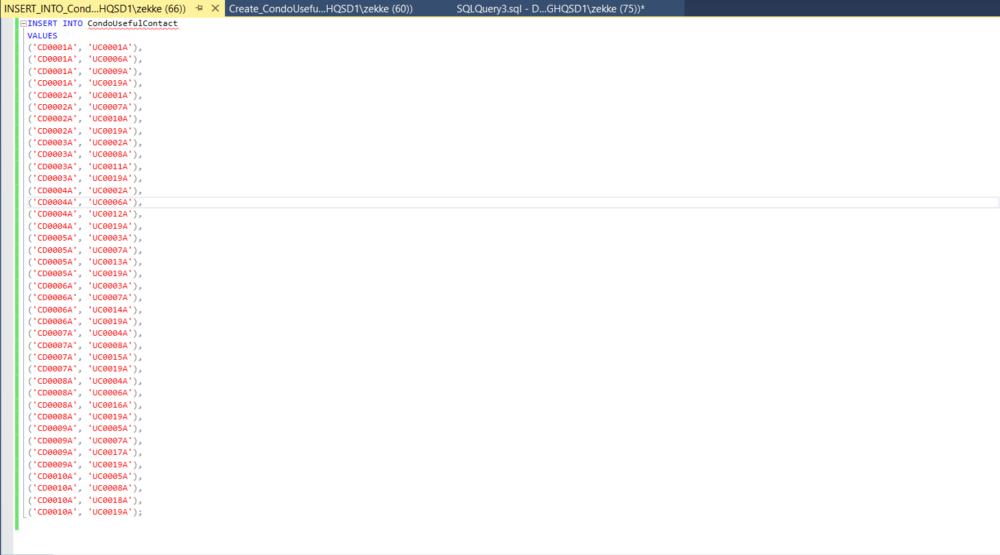 INSERT_INTO_Cond...HQSD1\zekke (66)) Create_CondoUsefu...HQSD1\zekke (60)) SQLQuery3.sql - D...GHQSD1\zekke (75))*
INSERT INTO CondoUsefulContact
VALUES
('CD0001A', 'UC0001A'),
('CD0001A', 'UC0006A'),
('CD0001A', 'UC0009A'),
('CD0001A', 'UC0019A'),
('CD0002A', 'UC0001A'),
('CD0002A', 'UC0007A'),
('CD0002A', 'UC0010A'),
('CD0002A', 'UC0019A'),
('CD0003A', 'UC0002A'),
('CD0003A', 'UC0008A'),
('CD0003A', 'UC0011A'),
('CD0003A', 'UC0019A'),
('CD0004A', 'UC0002A'),
('CD0004A', 'UC0006A'),
('CD0004A', 'UC0012A'),
('CD0004A', 'UC0019A'),
('CD0005A', 'UC0003A'),
('CD0005A', 'UC0007A'),
('CD0005A', 'UC0013A'),
('CD0005A', 'UC0019A'),
('CD0006A', 'UC0003A'),
('CD0006A', 'UC0007A'),
('CD0006A', 'UC0014A'),
('CD0006A', 'UC0019A'),
('CD0007A', 'UC0004A'),
('CD0007A', 'UC0008A'),
('CD0007A', 'UC0015A'),
('CD0007A', 'UC0019A'),
('CD0008A', 'UC0004A'),
('CD0008A', 'UC0006A'),
('CD0008A', 'UC0016A'),
('CD0008A', 'UC0019A'),
('CD0009A', 'UC0005A'),
('CD0009A', 'UC0007A'),
('CD0009A', 'UC0017A'),
('CD0009A', 'UC0019A'),
('CD0010A', 'UC0005A'),
('CD0010A', 'UC0008A'),
('CD0010A', 'UC0018A'),
('CD0010A', 'UC0019A');